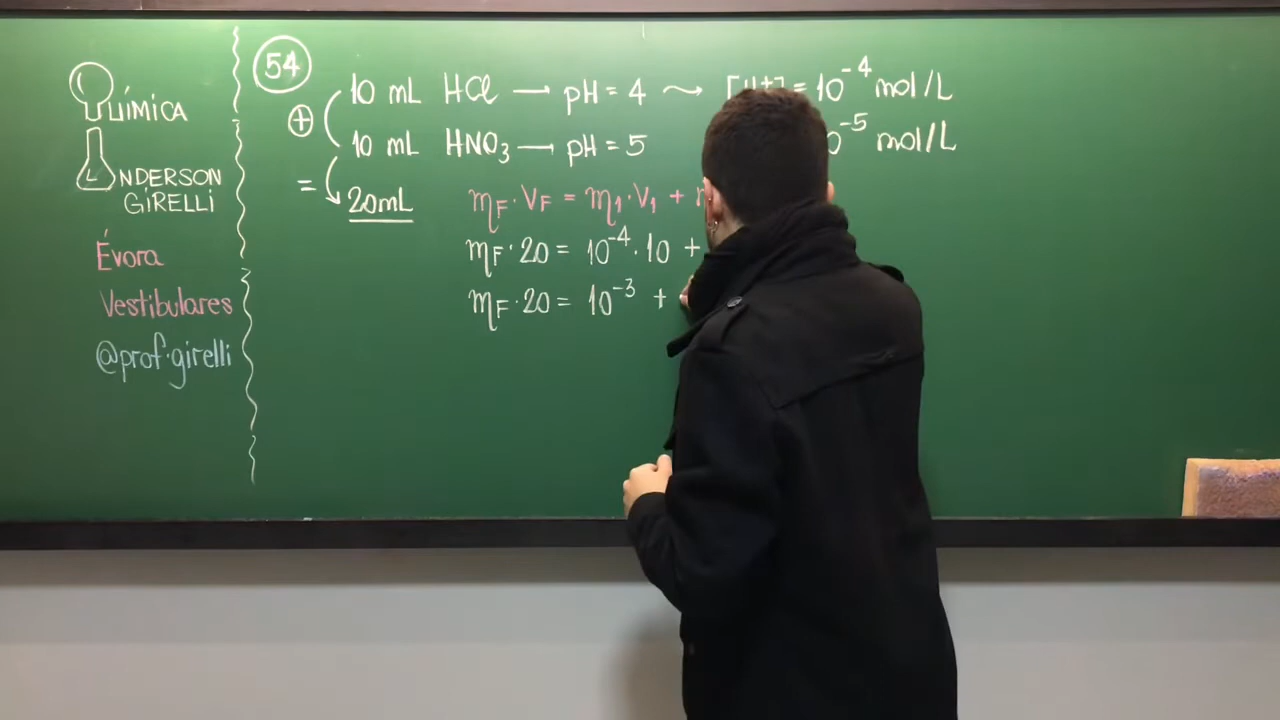 QUÍMICA
ANDERSON
GIRELLI
Évora
Vestibulares
@prof.girelli
54
10 mL HCl → pH = 4 ⤳ [H+] = 10⁻⁴ mol/L
⊕ 10 mL HNO₃ → pH = 5 ⁻⁵ mol/L
= 20mL
m_F · V_F = m₁ · V₁ +
m_F · 20 = 10⁻⁴ · 10 +
m_F · 20 = 10⁻³ +